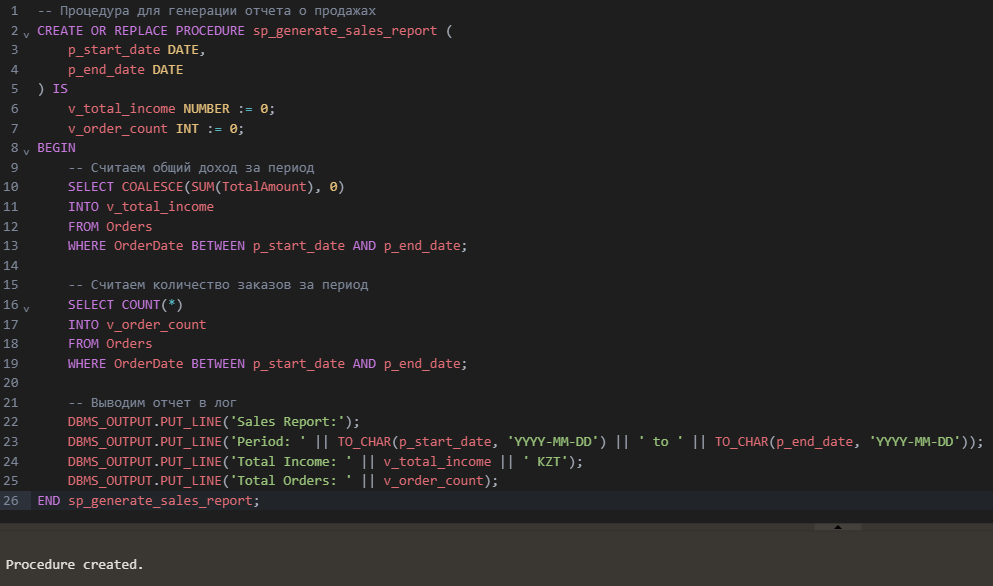 1 -- Процедура для генерации отчета о продажах
2 CREATE OR REPLACE PROCEDURE sp_generate_sales_report (
3     p_start_date DATE,
4     p_end_date DATE
5 ) IS
6     v_total_income NUMBER := 0;
7     v_order_count INT := 0;
8 BEGIN
9     -- Считаем общий доход за период
10     SELECT COALESCE(SUM(TotalAmount), 0)
11     INTO v_total_income
12     FROM Orders
13     WHERE OrderDate BETWEEN p_start_date AND p_end_date;
14
15     -- Считаем количество заказов за период
16     SELECT COUNT(*)
17     INTO v_order_count
18     FROM Orders
19     WHERE OrderDate BETWEEN p_start_date AND p_end_date;
20
21     -- Выводим отчет в лог
22     DBMS_OUTPUT.PUT_LINE('Sales Report:');
23     DBMS_OUTPUT.PUT_LINE('Period: ' || TO_CHAR(p_start_date, 'YYYY-MM-DD') || ' to ' || TO_CHAR(p_end_date, 'YYYY-MM-DD'));
24     DBMS_OUTPUT.PUT_LINE('Total Income: ' || v_total_income || ' KZT');
25     DBMS_OUTPUT.PUT_LINE('Total Orders: ' || v_order_count);
26 END sp_generate_sales_report;
Procedure created.